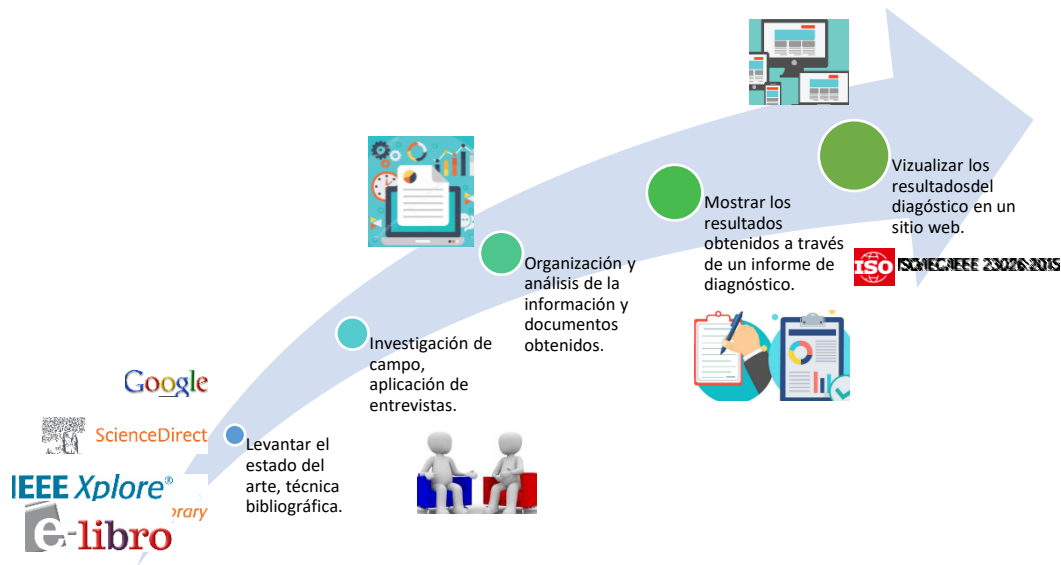 Google
ScienceDirect
IEEE Xplore®
brary
e-libro
Levantar el
estado del
arte, técnica
bibliográfica.
Investigación de
campo,
aplicación de
entrevistas.
Organización y
análisis de la
información y
documentos
obtenidos.
Mostrar los
resultados
obtenidos a través
de un informe de
diagnóstico.
Vizualizar los
resultadosdel
diagóstico en un
sitio web.
ISO ISO/IEC/IEEE 23026:2015